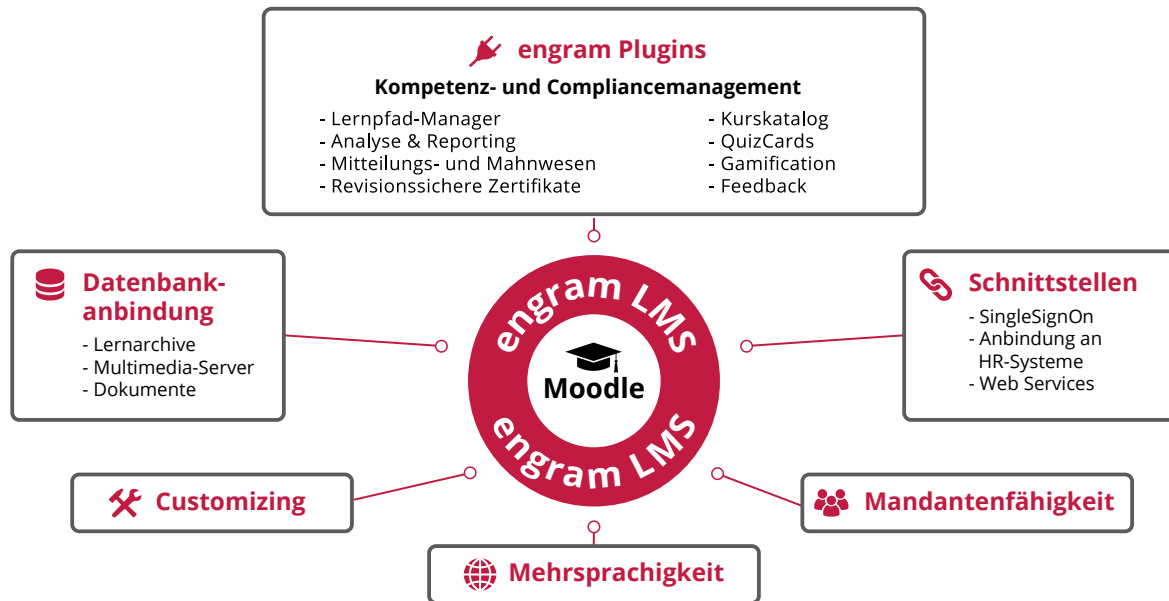 engram Plugins
Kompetenz- und Compliancemanagement
- Lernpfad-Manager
- Analyse & Reporting
- Mitteilungs- und Mahnwesen
- Revisionssichere Zertifikate
- Kurskatalog
- QuizCards
- Gamification
- Feedback
Datenbank-
anbindung
- Lernarchive
- Multimedia-Server
- Dokumente
engram LMS
Moodle
engram LMS
Schnittstellen
- SingleSignOn
- Anbindung an
HR-Systeme
- Web Services
Customizing
Mandantenfähigkeit
Mehrsprachigkeit